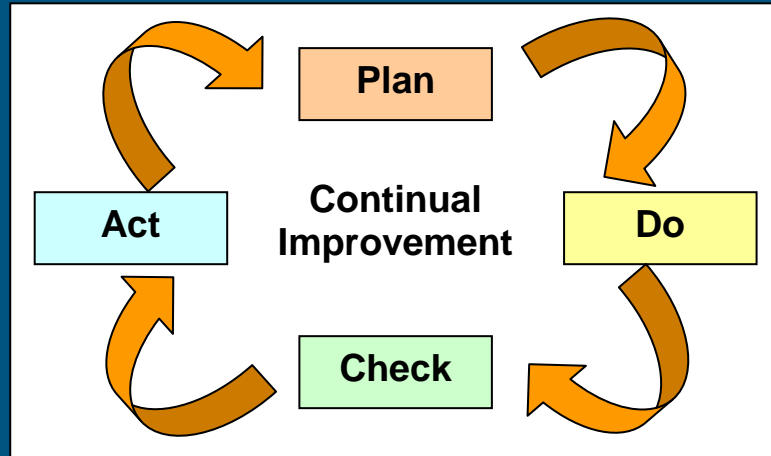 Plan
Act
Continual
Improvement
Do
Check